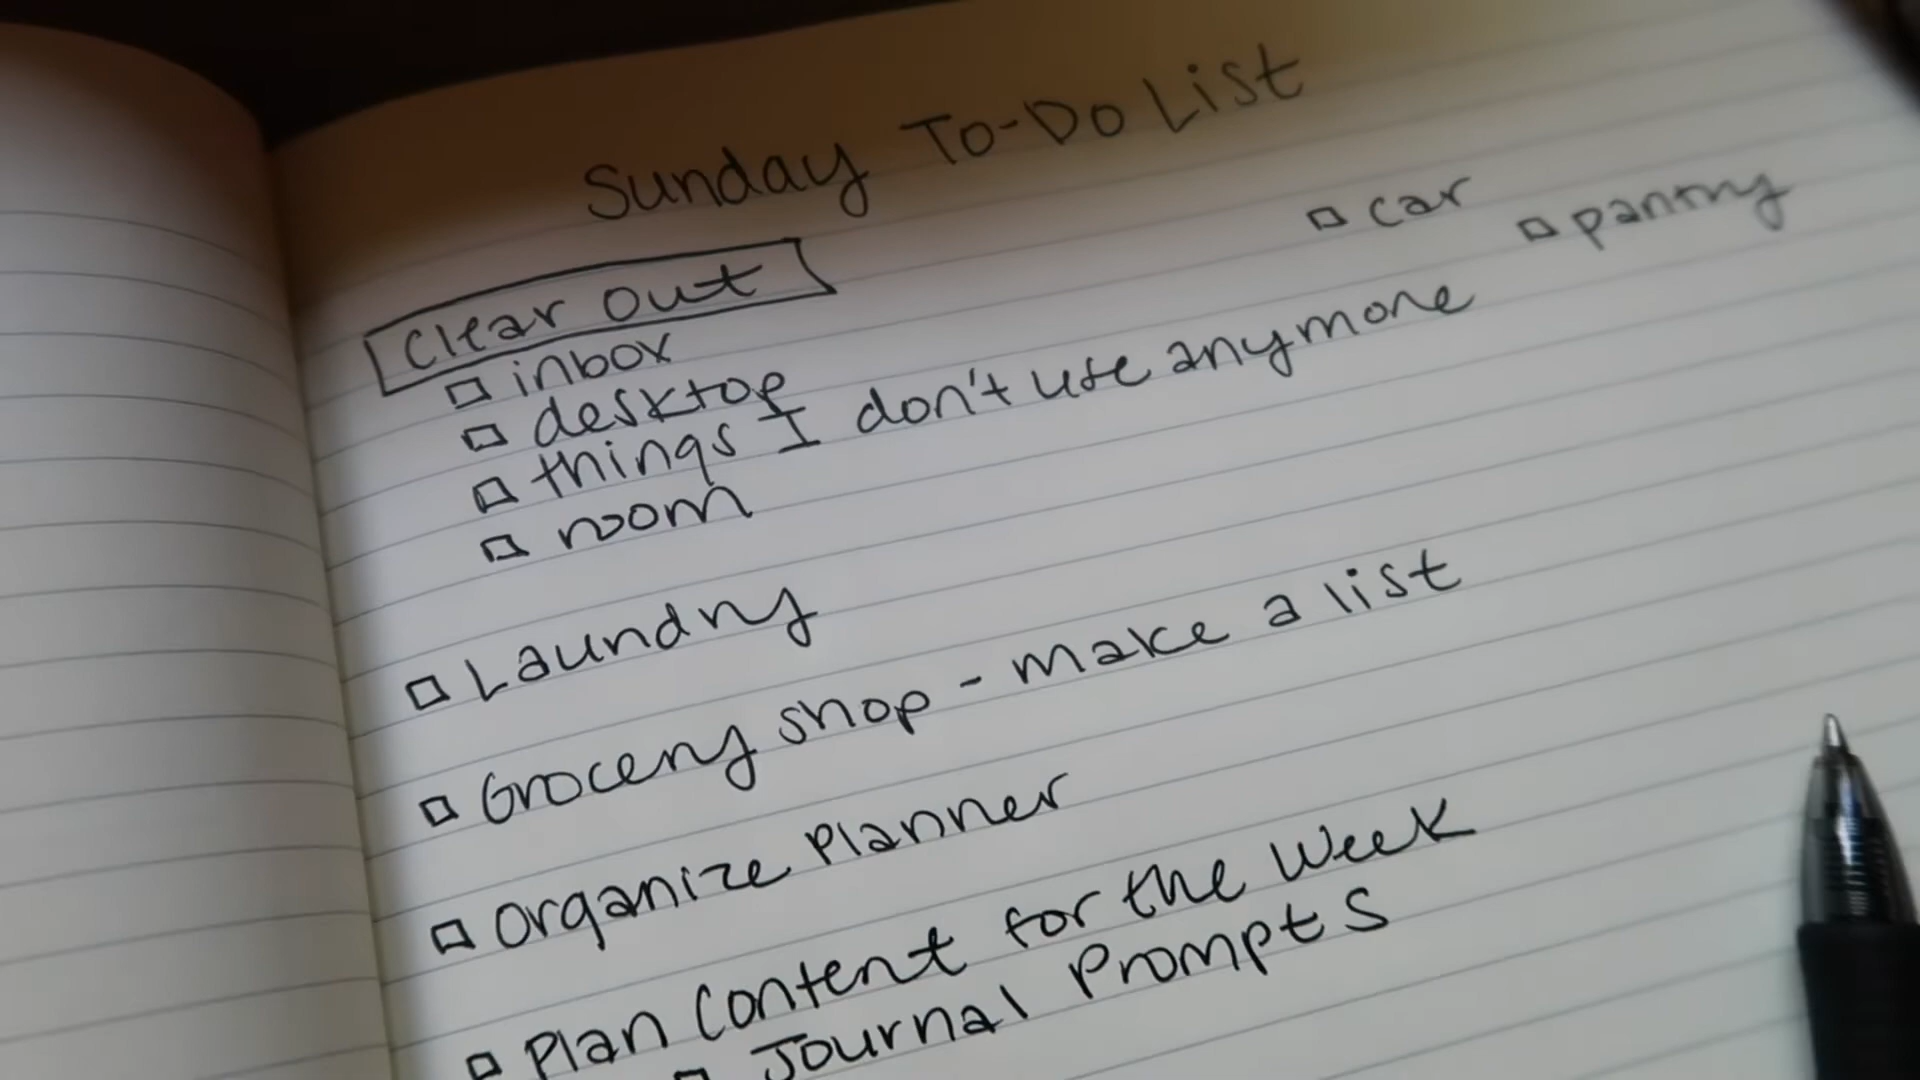 Sunday To-Do List
Clear out
□ inbox
□ desktop
□ things I don't use anymore
□ room
□ car
□ pantry
□ Laundry
□ Grocery shop - make a list
□ Organize Planner
□ Plan Content for the Week
□ Journal Prompts